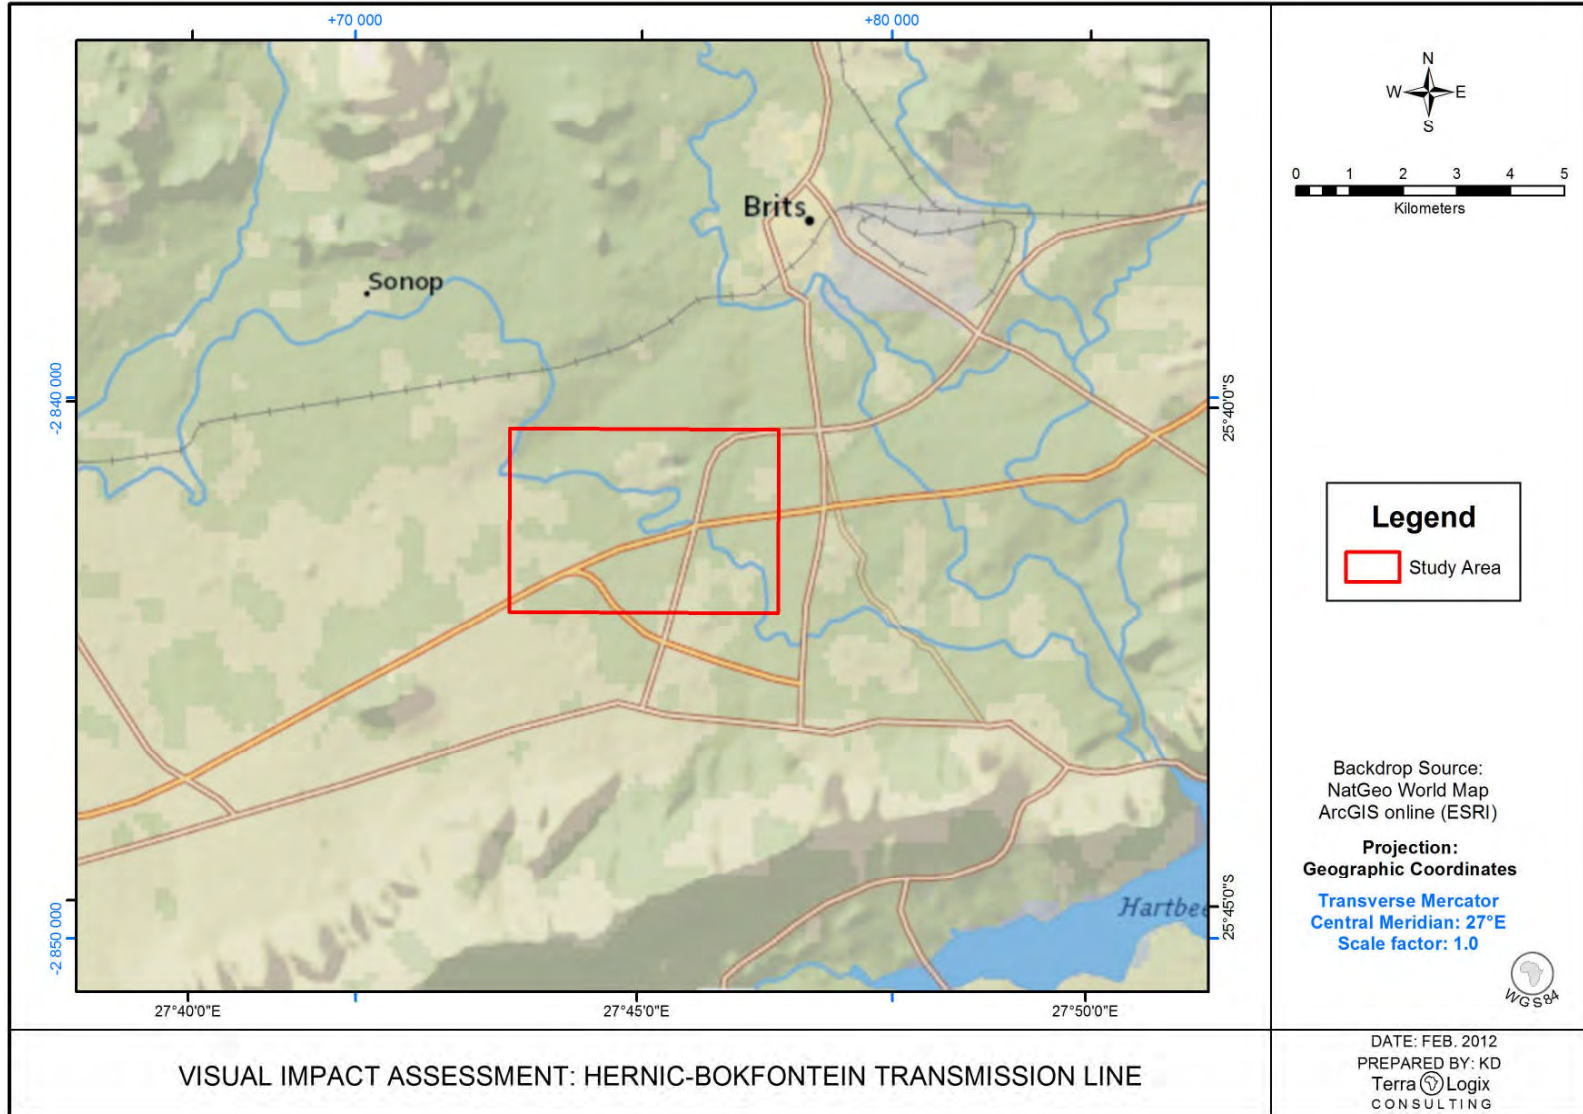 +70 000
+80 000
Brits
Sonop
Hartbee
-2 840 000
-2 850 000
25°40'0"S
25°45'0"S
27°40'0"E
27°45'0"E
27°50'0"E
N
W E
S
0 1 2 3 4 5
Kilometers
Legend
Study Area
Backdrop Source:
NatGeo World Map
ArcGIS online (ESRI)
Projection:
Geographic Coordinates
Transverse Mercator
Central Meridian: 27°E
Scale factor: 1.0
WGS84
VISUAL IMPACT ASSESSMENT: HERNIC-BOKFONTEIN TRANSMISSION LINE
DATE: FEB. 2012
PREPARED BY: KD
Terra Logix
CONSULTING